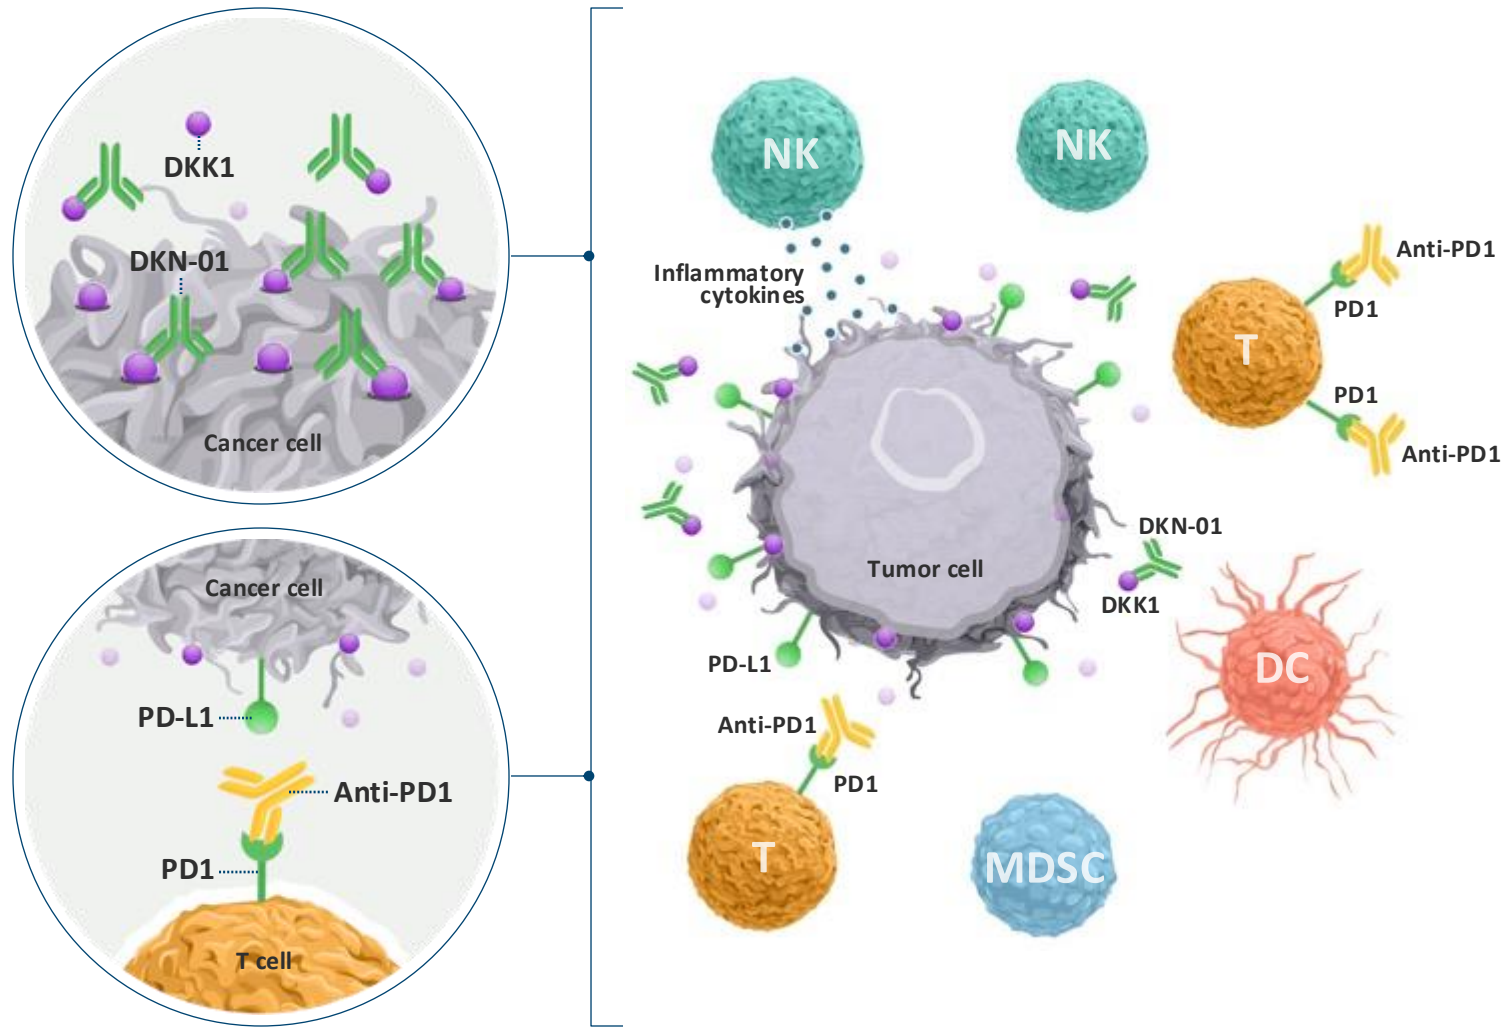 DKK1
DKN-01
Cancer cell
Cancer cell
PD-L1
Anti-PD1
PD1
T cell
NK
NK
Inflammatory
cytokines
Anti-PD1
PD1
T
PD1
Anti-PD1
DKN-01
Tumor cell
DKK1
PD-L1
DC
Anti-PD1
PD1
T
MDSC